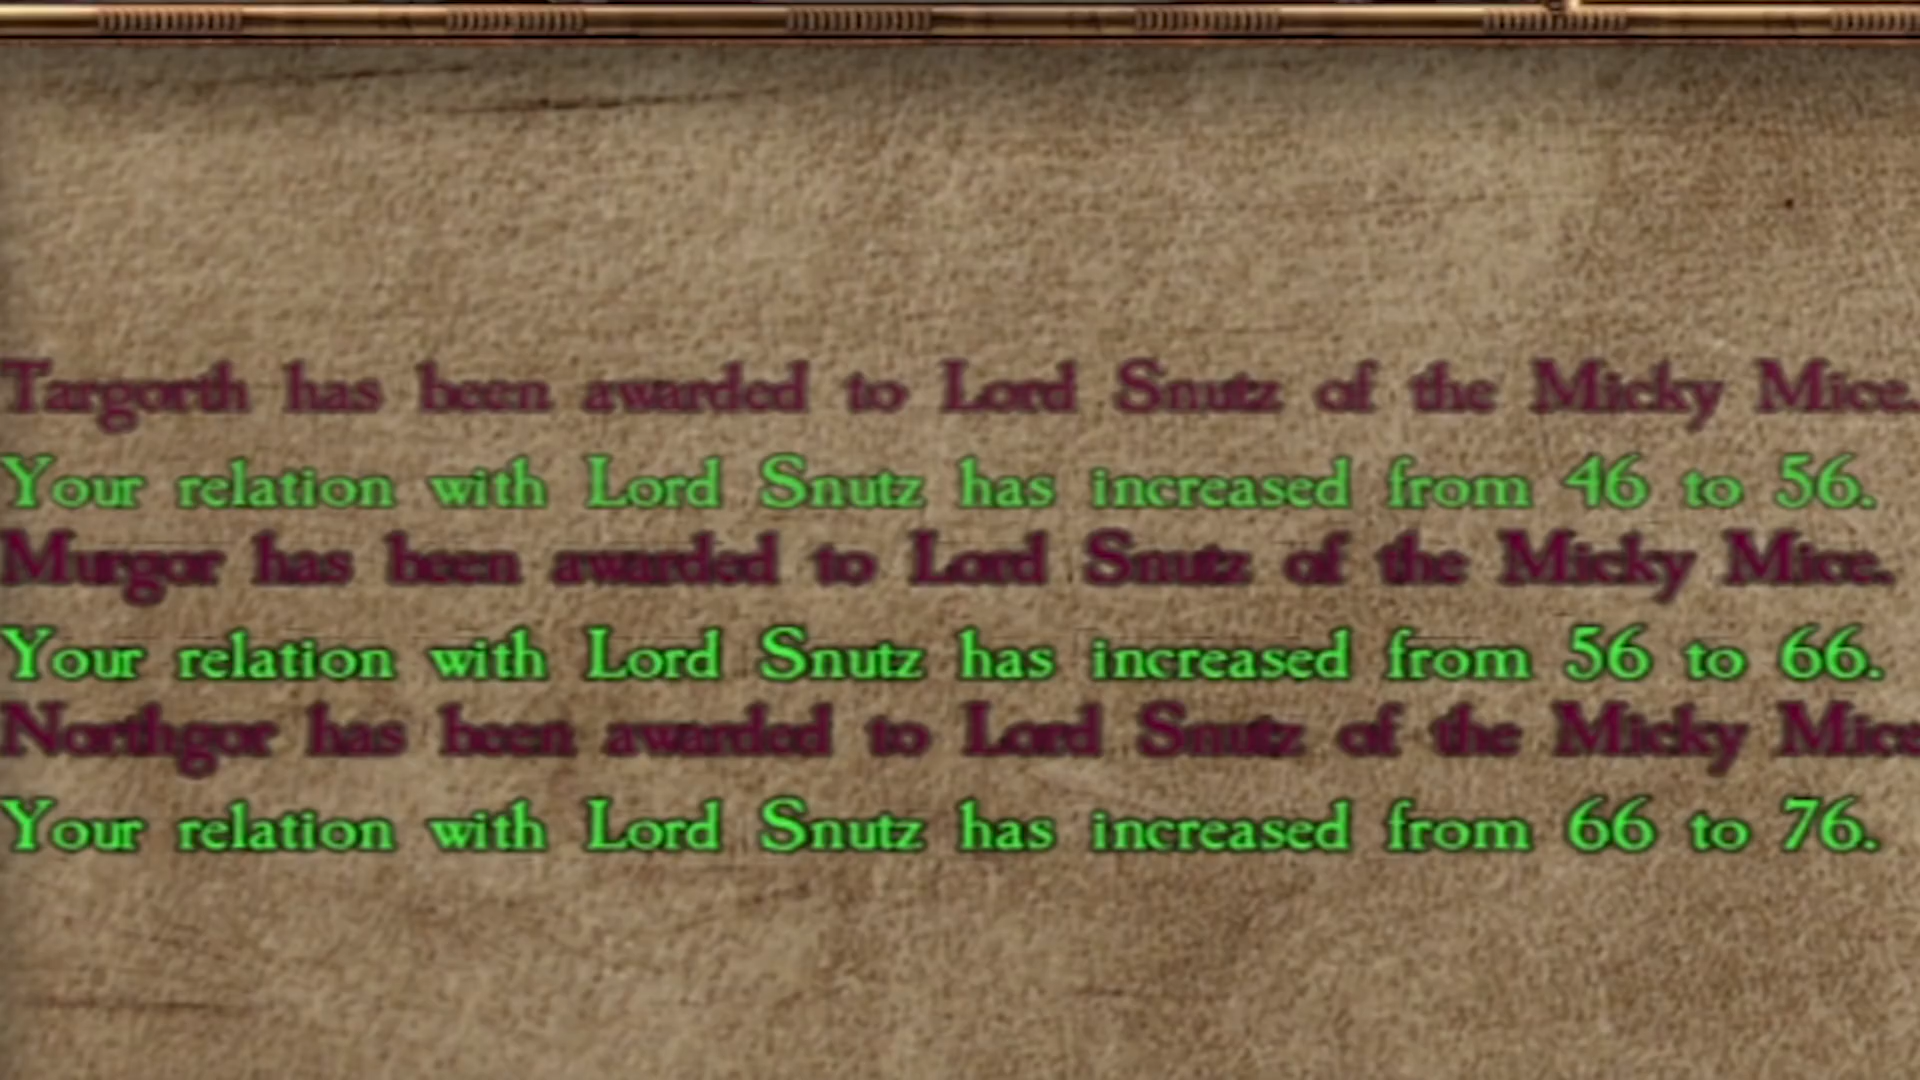 Targorth has been awarded to Lord Snutz of the Micky Mice.
Your relation with Lord Snutz has increased from 46 to 56.
Murgor has been awarded to Lord Snutz of the Micky Mice.
Your relation with Lord Snutz has increased from 56 to 66.
Northgor has been awarded to Lord Snutz of the Micky Mice
Your relation with Lord Snutz has increased from 66 to 76.